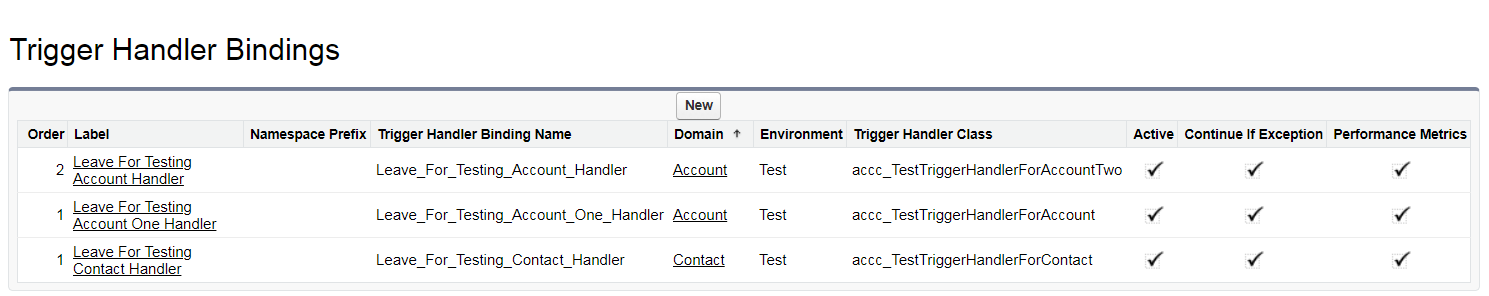 Trigger Handler Bindings
New
Order Label Namespace Prefix Trigger Handler Binding Name Domain ↑ Environment Trigger Handler Class Active Continue If Exception Performance Metrics
2 Leave For Testing Account Handler Leave_For_Testing_Account_Handler Account Test accc_TestTriggerHandlerForAccountTwo ✓ ✓ ✓
1 Leave For Testing Account One Handler Leave_For_Testing_Account_One_Handler Account Test accc_TestTriggerHandlerForAccount ✓ ✓ ✓
1 Leave For Testing Contact Handler Leave_For_Testing_Contact_Handler Contact Test accc_TestTriggerHandlerForContact ✓ ✓ ✓